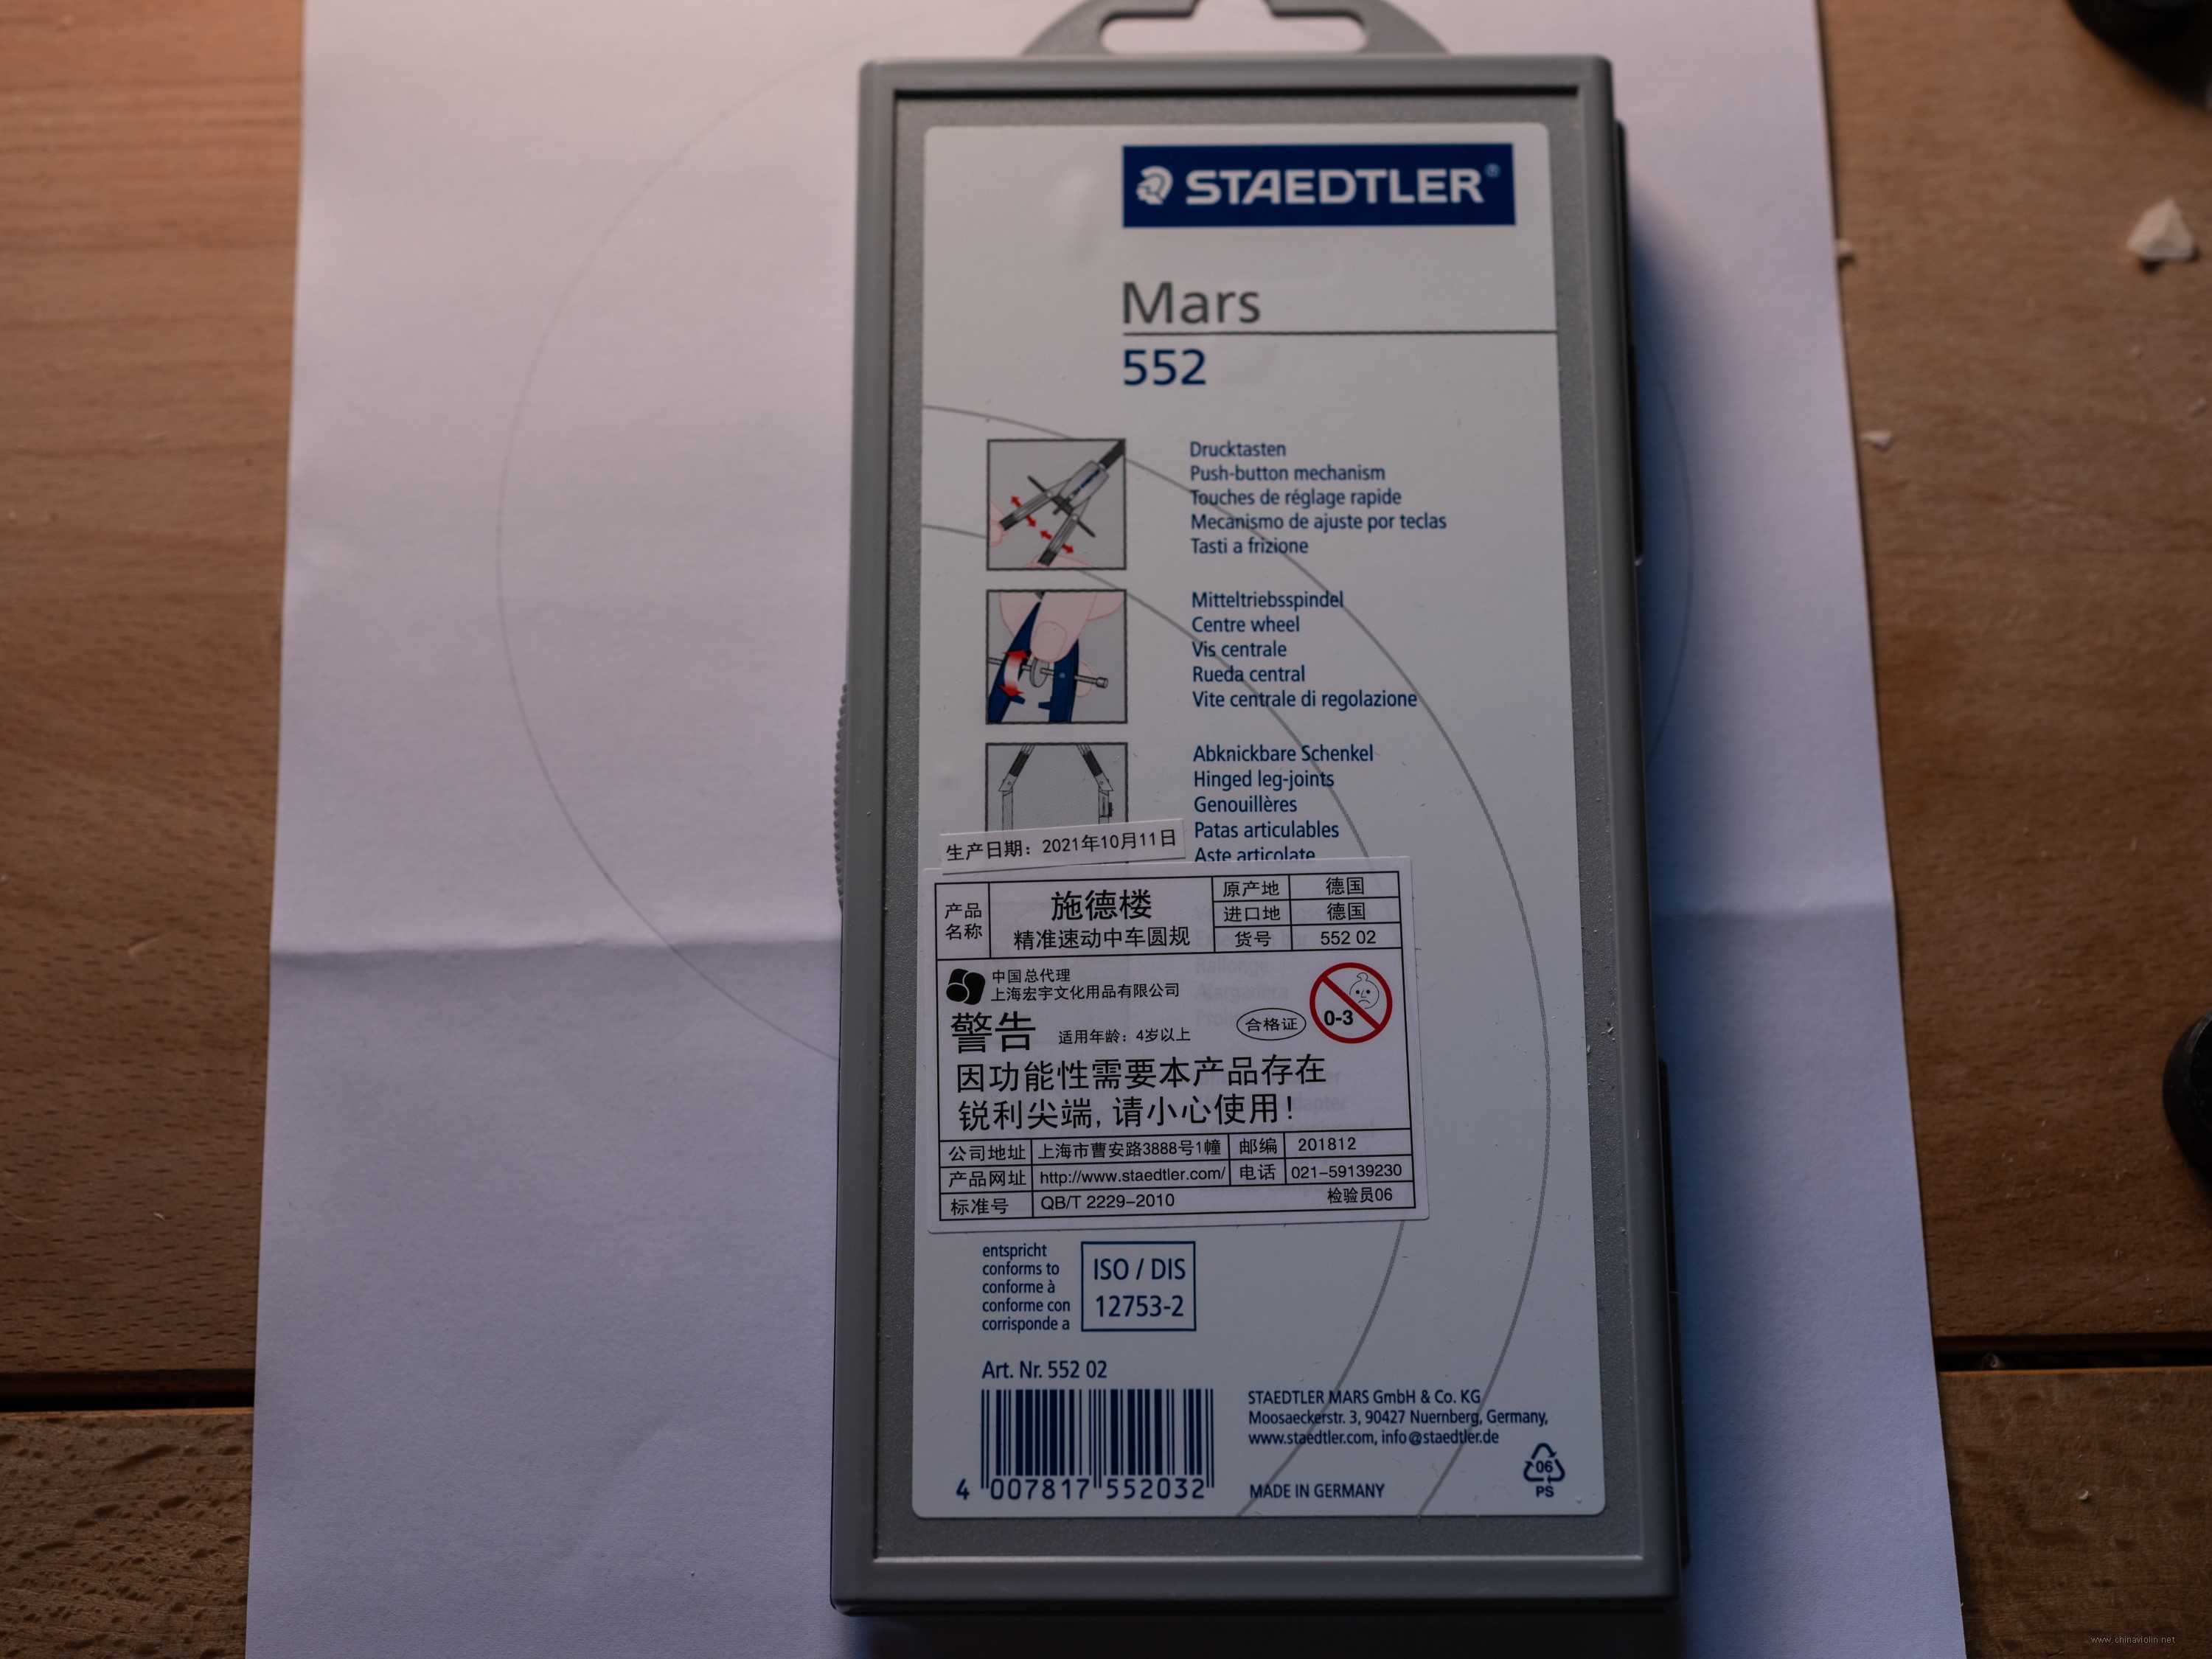 STAEDTLER®
Mars
552
Drucktasten
Push-button mechanism
Touches de réglage rapide
Mecanismo de ajuste por teclas
Tasti a frizione
Mitteltriebsspindel
Centre wheel
Vis centrale
Rueda central
Vite centrale di regolazione
Abknickbare Schenkel
Hinged leg-joints
Genouillères
Patas articulables
Aste articolate
生产日期：2021年10月11日
产品名称 施德楼 精准速动中车圆规
原产地 德国
进口地 德国
货号 552 02
中国总代理
上海宏宇文化用品有限公司
警告 适用年龄：4岁以上 合格证 0-3
因功能性需要本产品存在
锐利尖端, 请小心使用！
公司地址 上海市曹安路3888号1幢 邮编 201812
产品网址 http://www.staedtler.com/ 电话 021-59139230
标准号 QB/T 2229-2010 检验员06
Rallonge
Alargadera
entspricht
conforms to
conforme à
conforme con
corrisponde a
ISO / DIS
12753-2
Art. Nr. 552 02
4 007817 552032
STAEDTLER MARS GmbH & Co. KG
Moosaeckerstr. 3, 90427 Nuernberg, Germany,
www.staedtler.com, info@staedtler.de
MADE IN GERMANY
06
PS
www.chinaviolin.net